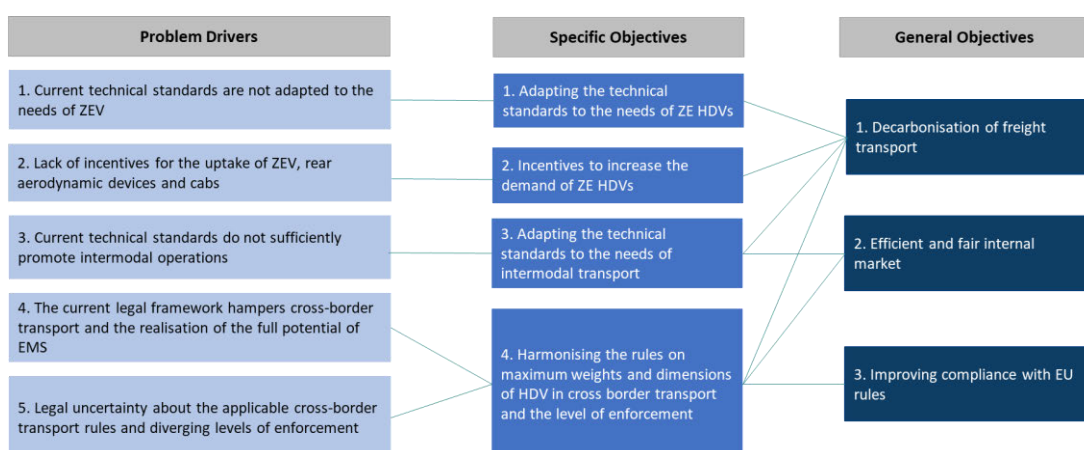 Problem Drivers
1. Current technical standards are not adapted to the
needs of ZEV
2. Lack of incentives for the uptake of ZEV, rear
aerodynamic devices and cabs
3. Current technical standards do not sufficiently
promote intermodal operations
4. The current legal framework hampers cross-border
transport and the realisation of the full potential of
EMS
5. Legal uncertainty about the applicable cross-border
transport rules and diverging levels of enforcement
Specific Objectives
1. Adapting the technical
standards to the needs of ZE HDVs
2. Incentives to increase the
demand of ZE HDVs
3. Adapting the technical
standards to the needs of
intermodal transport
4. Harmonising the rules on
maximum weights and dimensions
of HDV in cross border transport
and the level of enforcement
General Objectives
1. Decarbonisation of freight
transport
2. Efficient and fair internal
market
3. Improving compliance with EU
rules